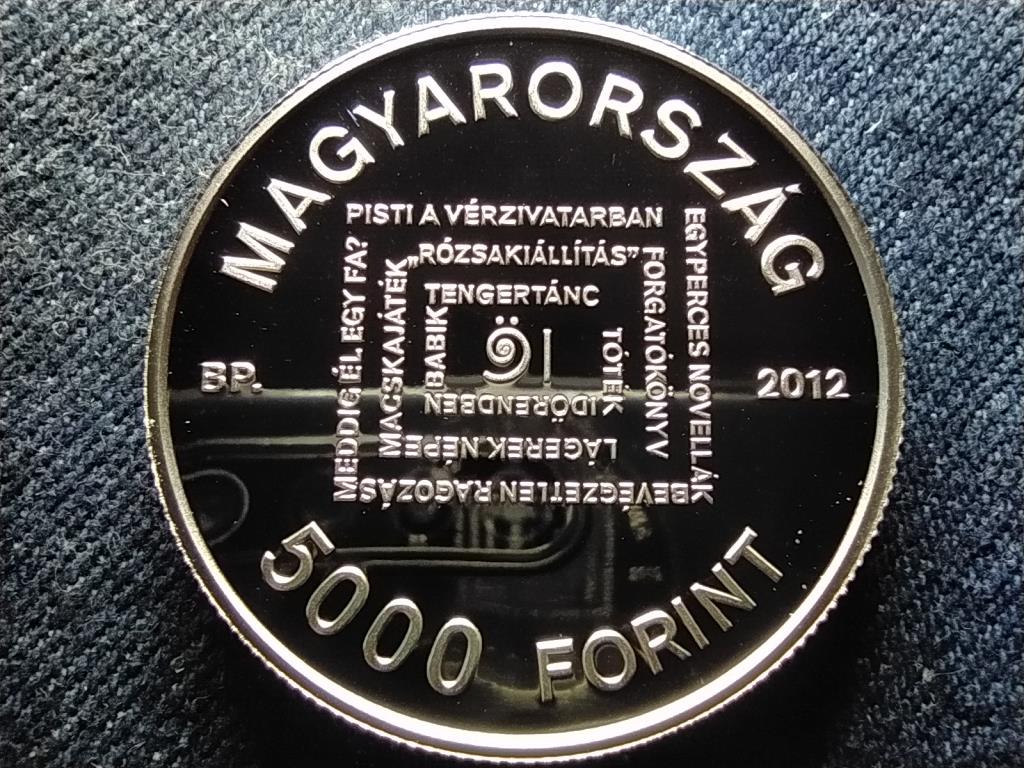 MAGYARORSZÁG
PISTI A VÉRZIVATARBAN
EGYPERCES NOVELLÁK
BEVÉGZETLEN RAGOZÁS
MEDDIG ÉL EGY FA?
„RÓZSAKIÁLLÍTÁS”
FORGATÓKÖNYV
LÁGEREK NÉPE
MACSKAJÁTÉK
TENGERTÁNC
TÓTÉK
IDŐRENDBEN
BABIK
BP.
2012
5000 FORINT